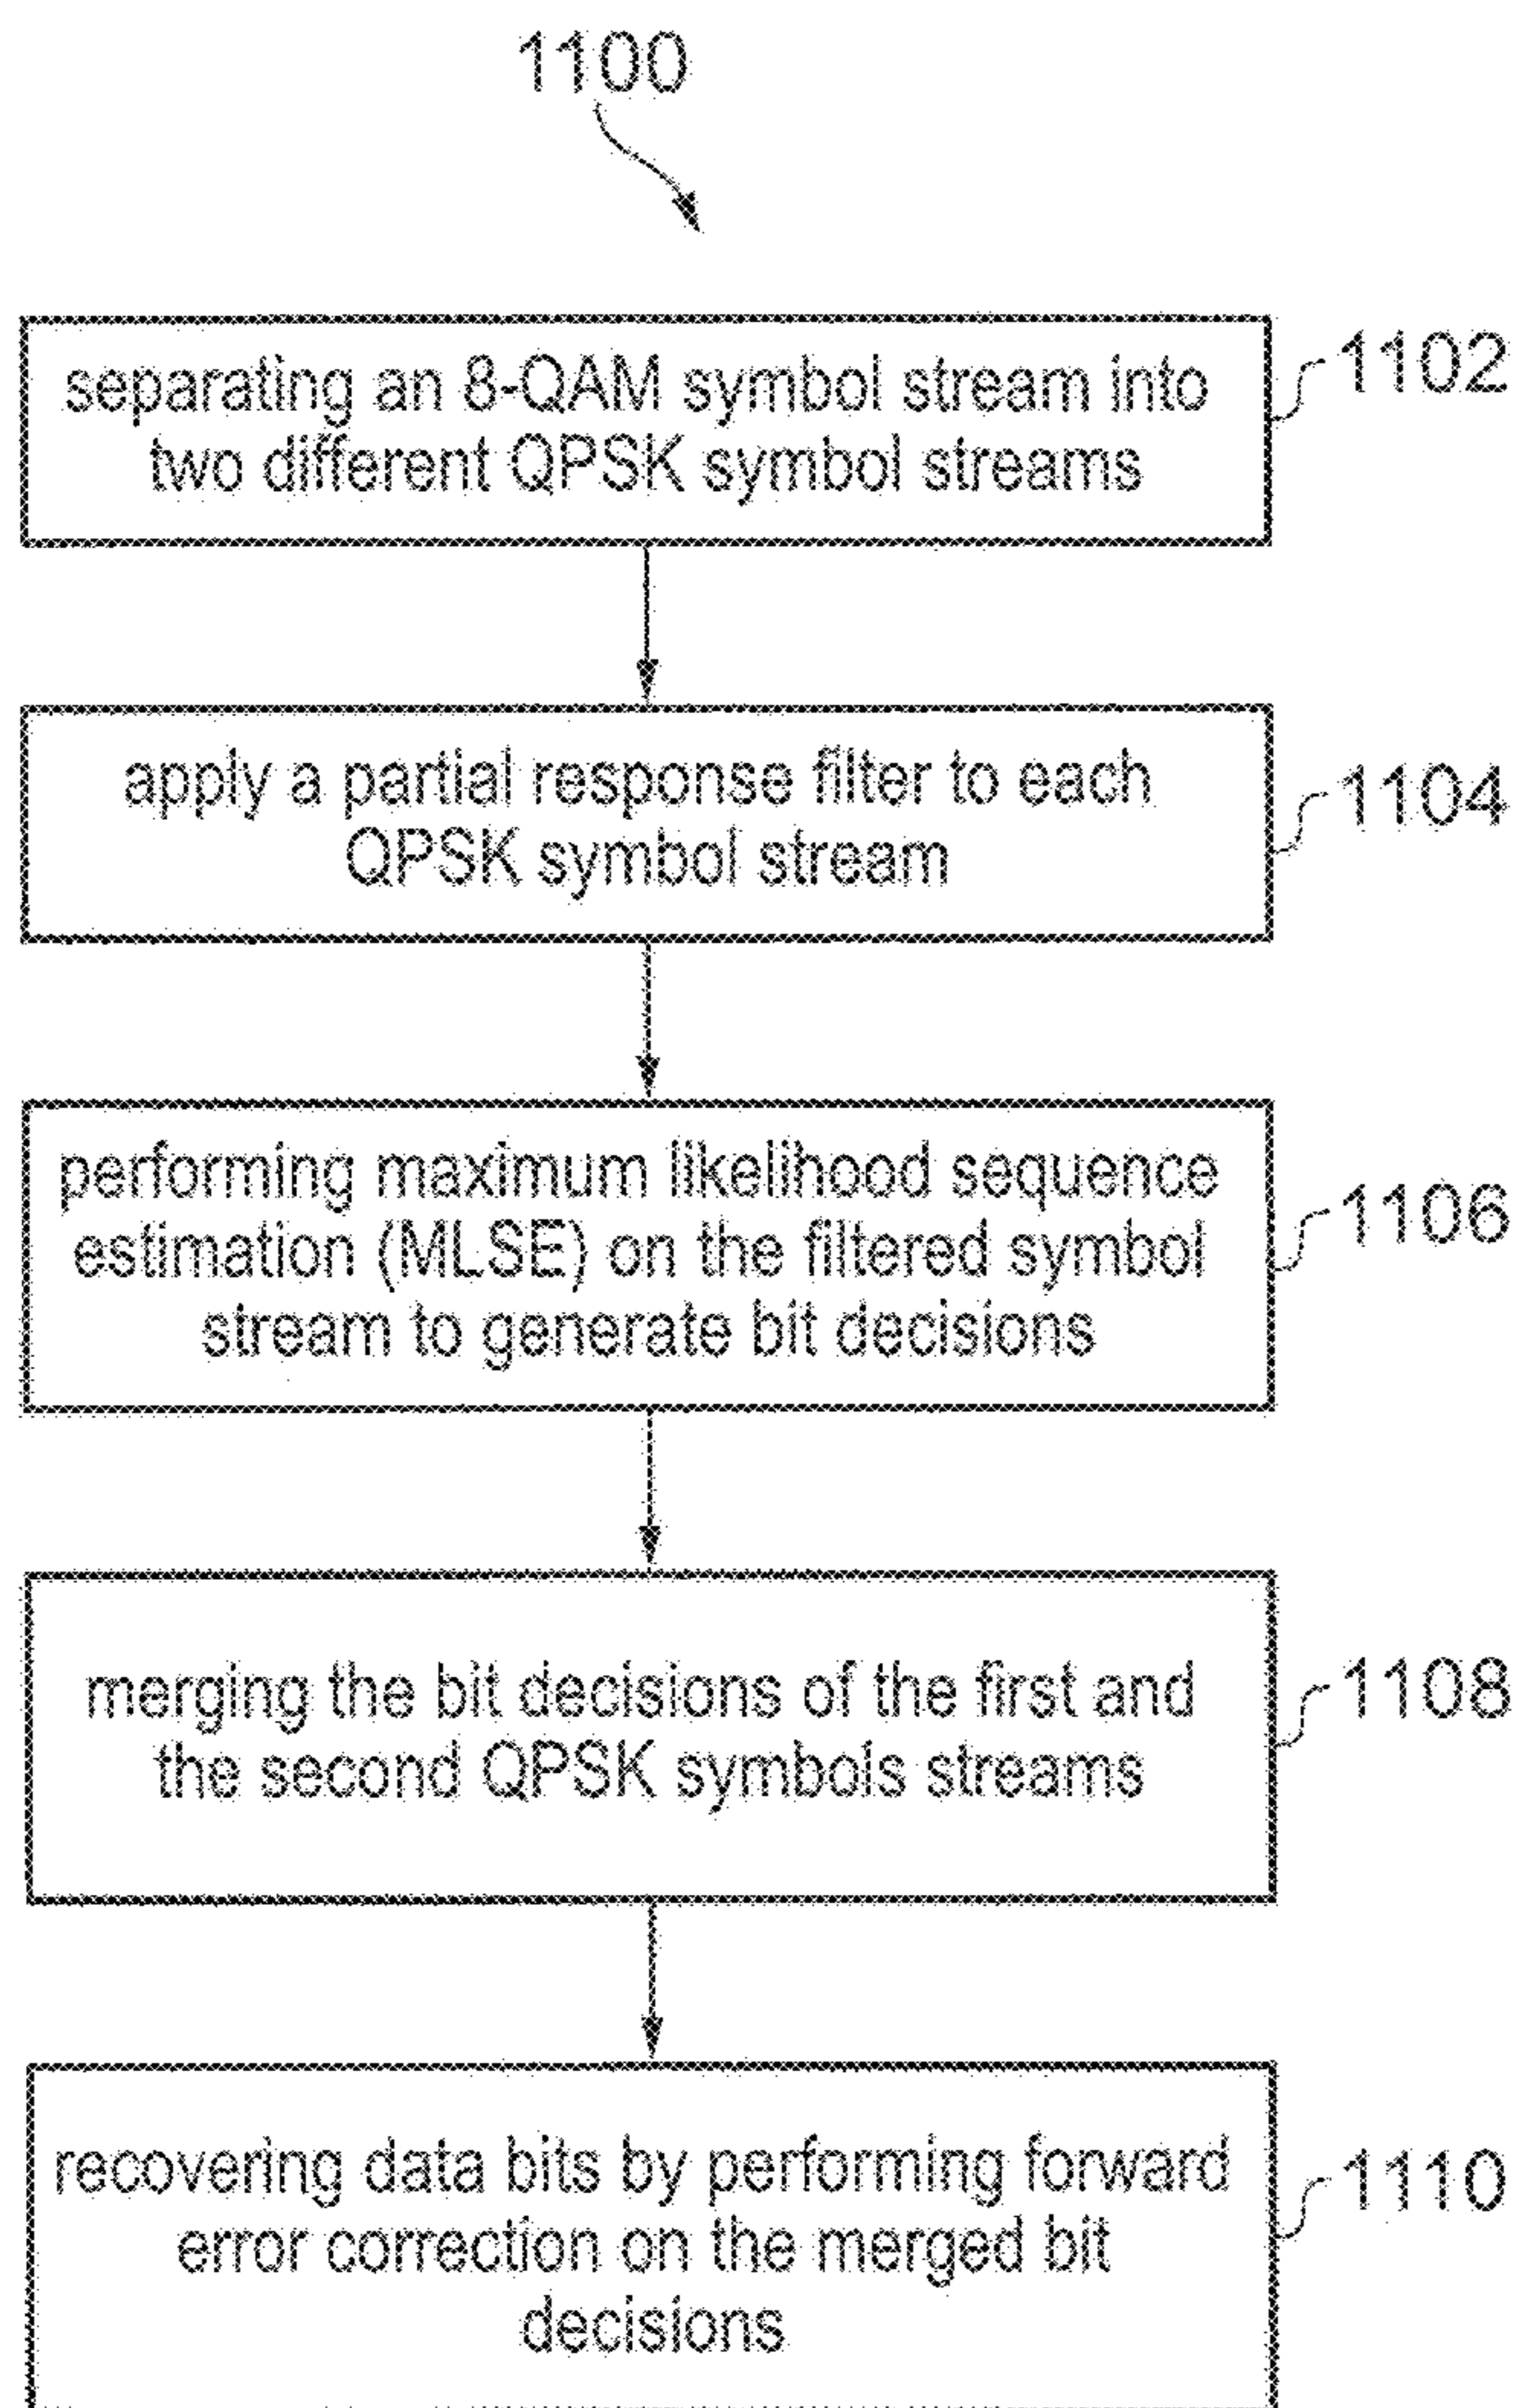 1100
separating an 8-QAM symbol stream into
two different QPSK symbol streams
1102
apply a partial response filter to each
QPSK symbol stream
1104
performing maximum likelihood sequence
estimation (MLSE) on the filtered symbol
stream to generate bit decisions
1106
merging the bit decisions of the first and
the second QPSK symbols streams
1108
recovering data bits by performing forward
error correction on the merged bit
decisions
1110